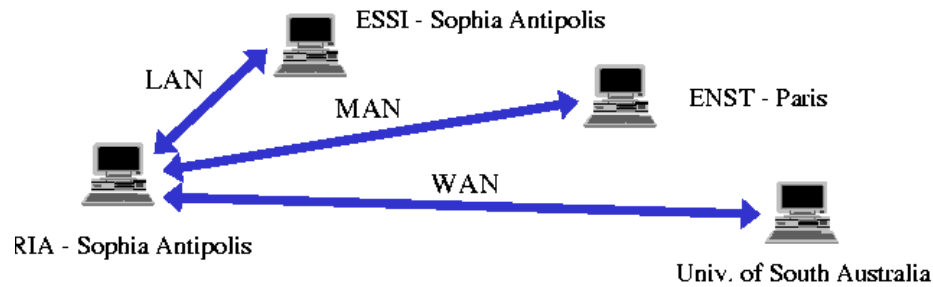 ESSI - Sophia Antipolis
LAN
MAN
ENST - Paris
WAN
RIA - Sophia Antipolis
Univ. of South Australia